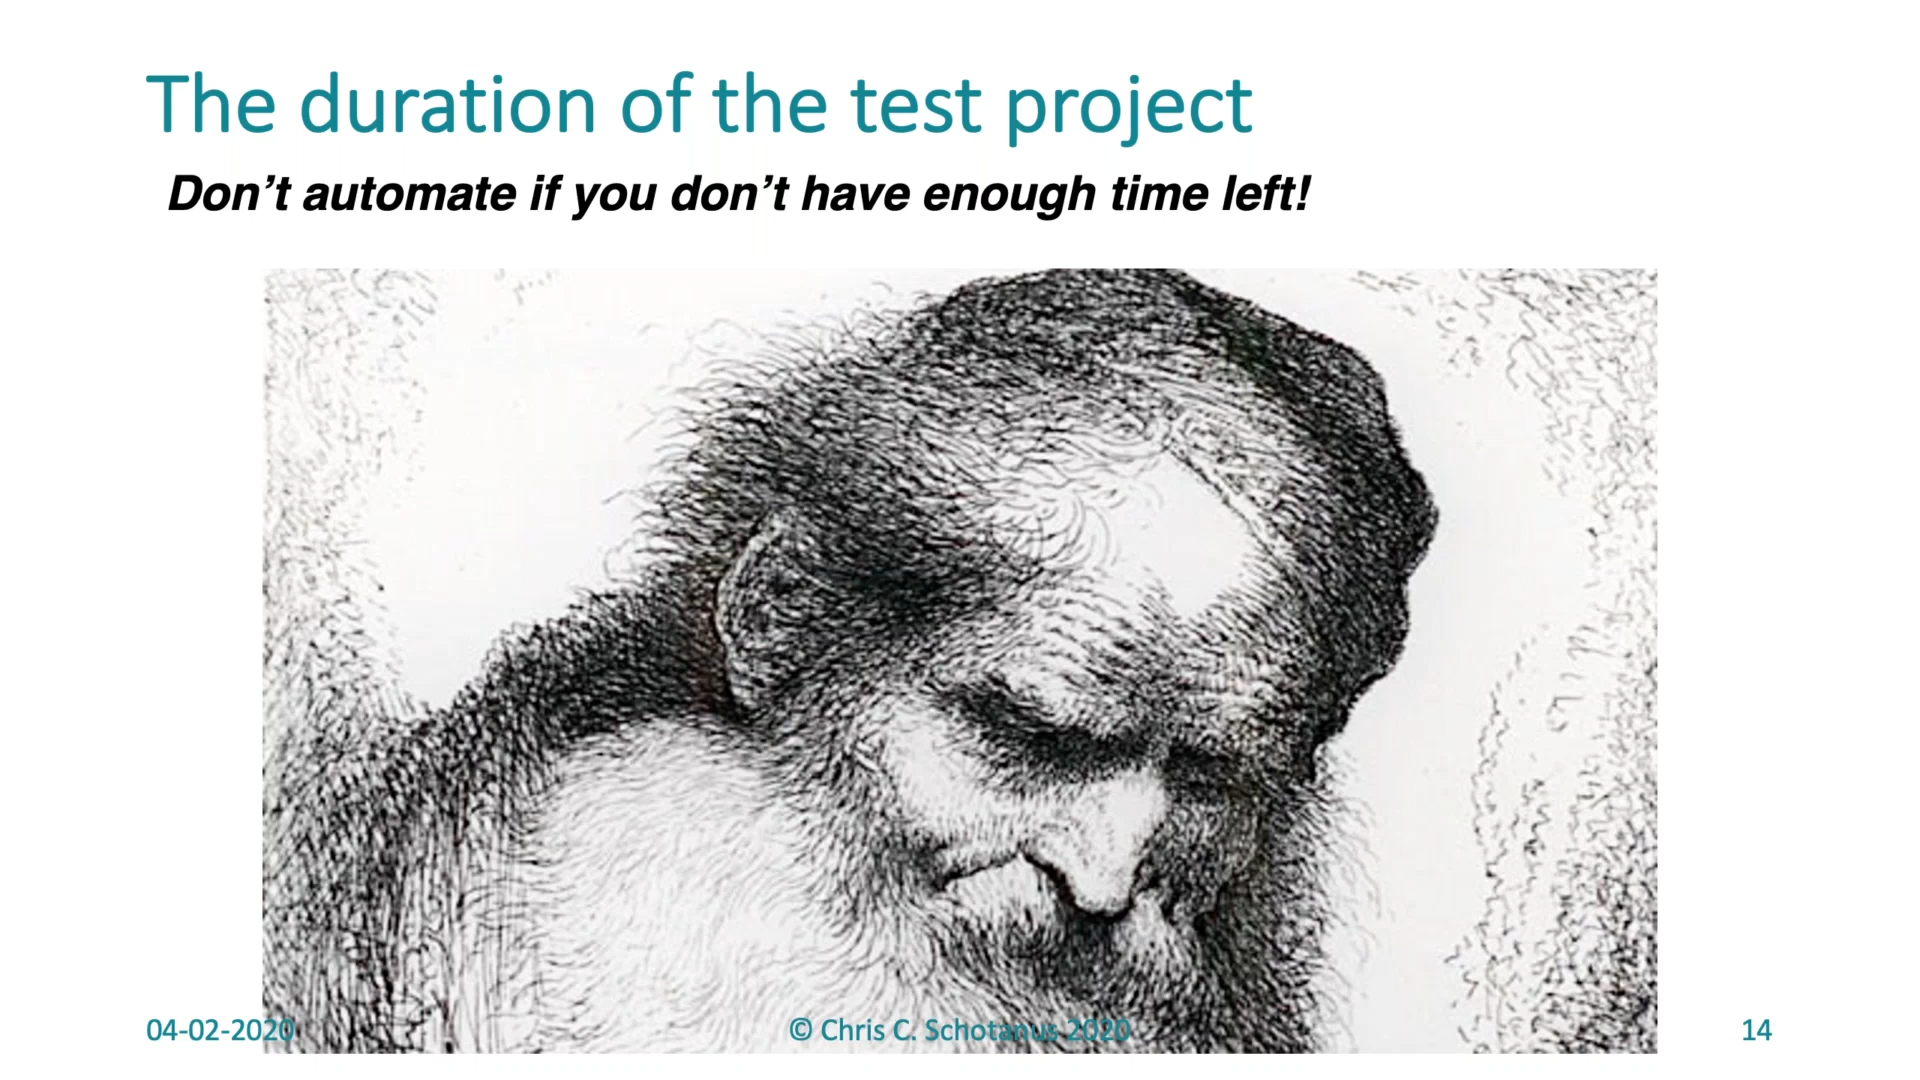 The duration of the test project
Don't automate if you don't have enough time left!
04-02-2020
© Chris C. Schotanus 2020
14